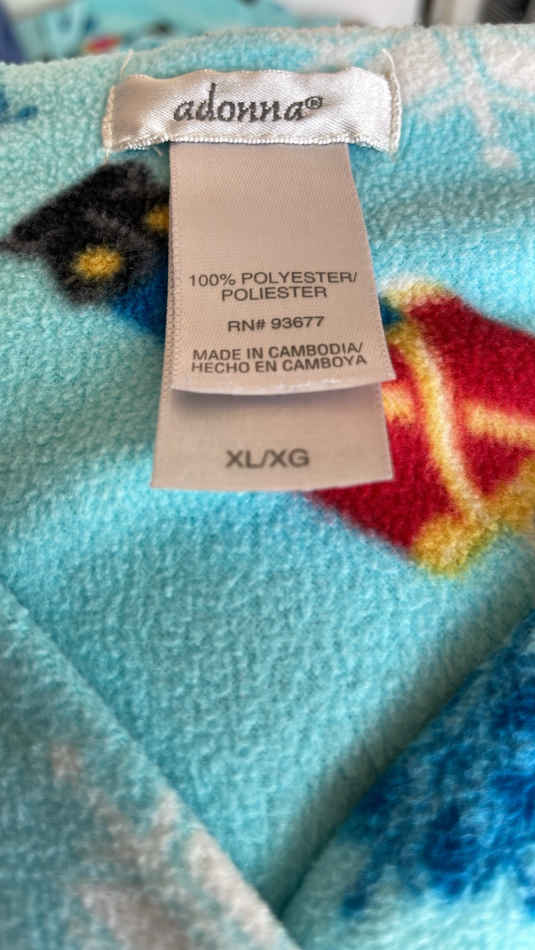 adonna®
100% POLYESTER/
POLIESTER
RN# 93677
MADE IN CAMBODIA/
HECHO EN CAMBOYA
XL/XG